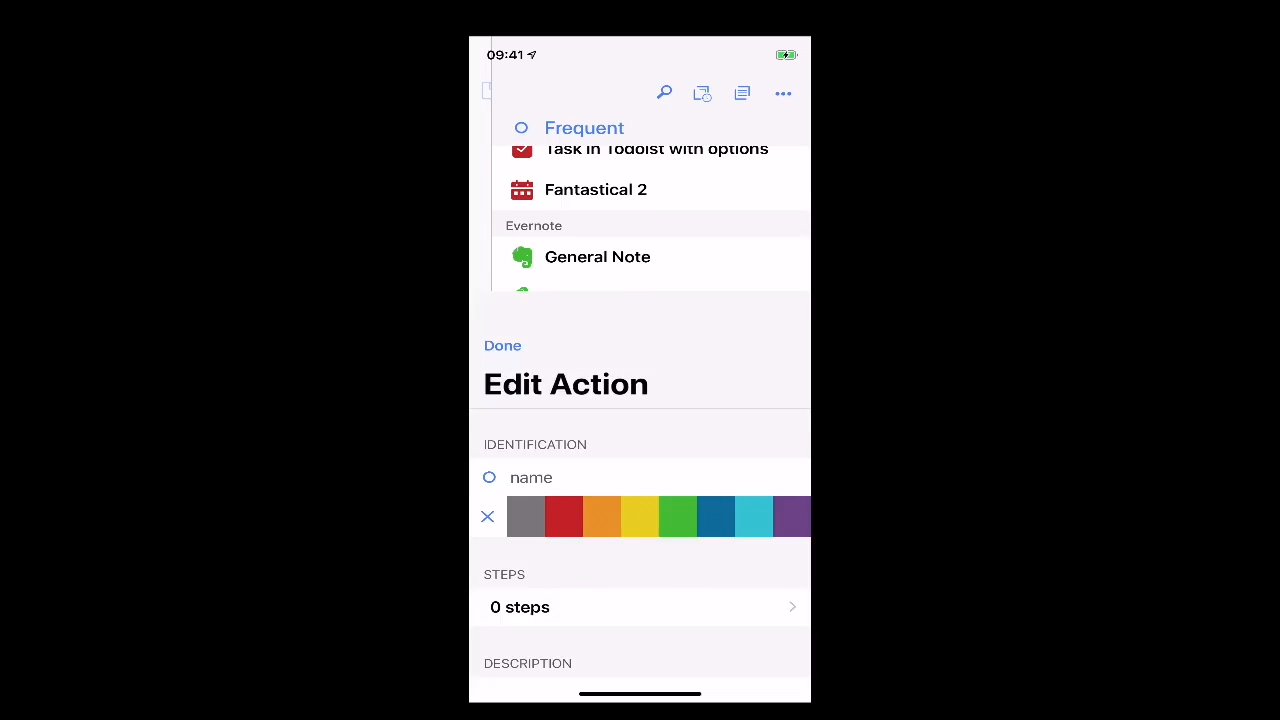 09:41
Frequent
Task in Todoist with options
Fantastical 2
Evernote
General Note
Done
Edit Action
IDENTIFICATION
name
STEPS
0 steps
DESCRIPTION